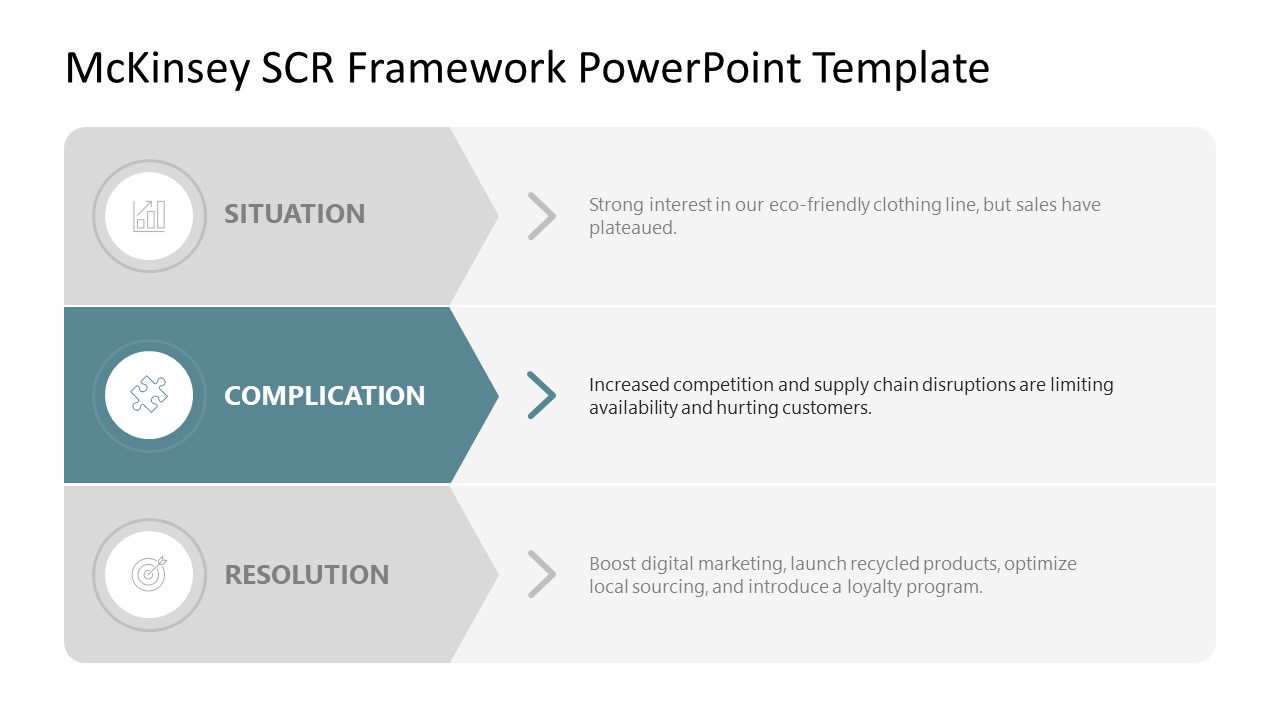 McKinsey SCR Framework PowerPoint Template
SITUATION
Strong interest in our eco-friendly clothing line, but sales have
plateaued.
COMPLICATION
Increased competition and supply chain disruptions are limiting
availability and hurting customers.
RESOLUTION
Boost digital marketing, launch recycled products, optimize
local sourcing, and introduce a loyalty program.